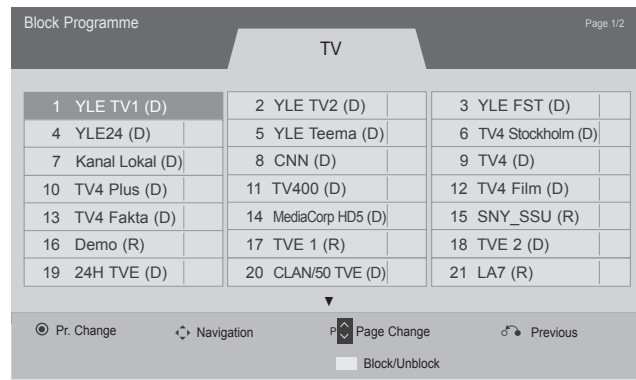 Block Programme Page 1/2
TV
1 YLE TV1 (D) 2 YLE TV2 (D) 3 YLE FST (D)
4 YLE24 (D) 5 YLE Teema (D) 6 TV4 Stockholm (D)
7 Kanal Lokal (D) 8 CNN (D) 9 TV4 (D)
10 TV4 Plus (D) 11 TV400 (D) 12 TV4 Film (D)
13 TV4 Fakta (D) 14 MediaCorp HD5 (D) 15 SNY_SSU (R)
16 Demo (R) 17 TVE 1 (R) 18 TVE 2 (D)
19 24H TVE (D) 20 CLAN/50 TVE (D) 21 LA7 (R)
Pr. Change Navigation P Page Change Previous
Block/Unblock